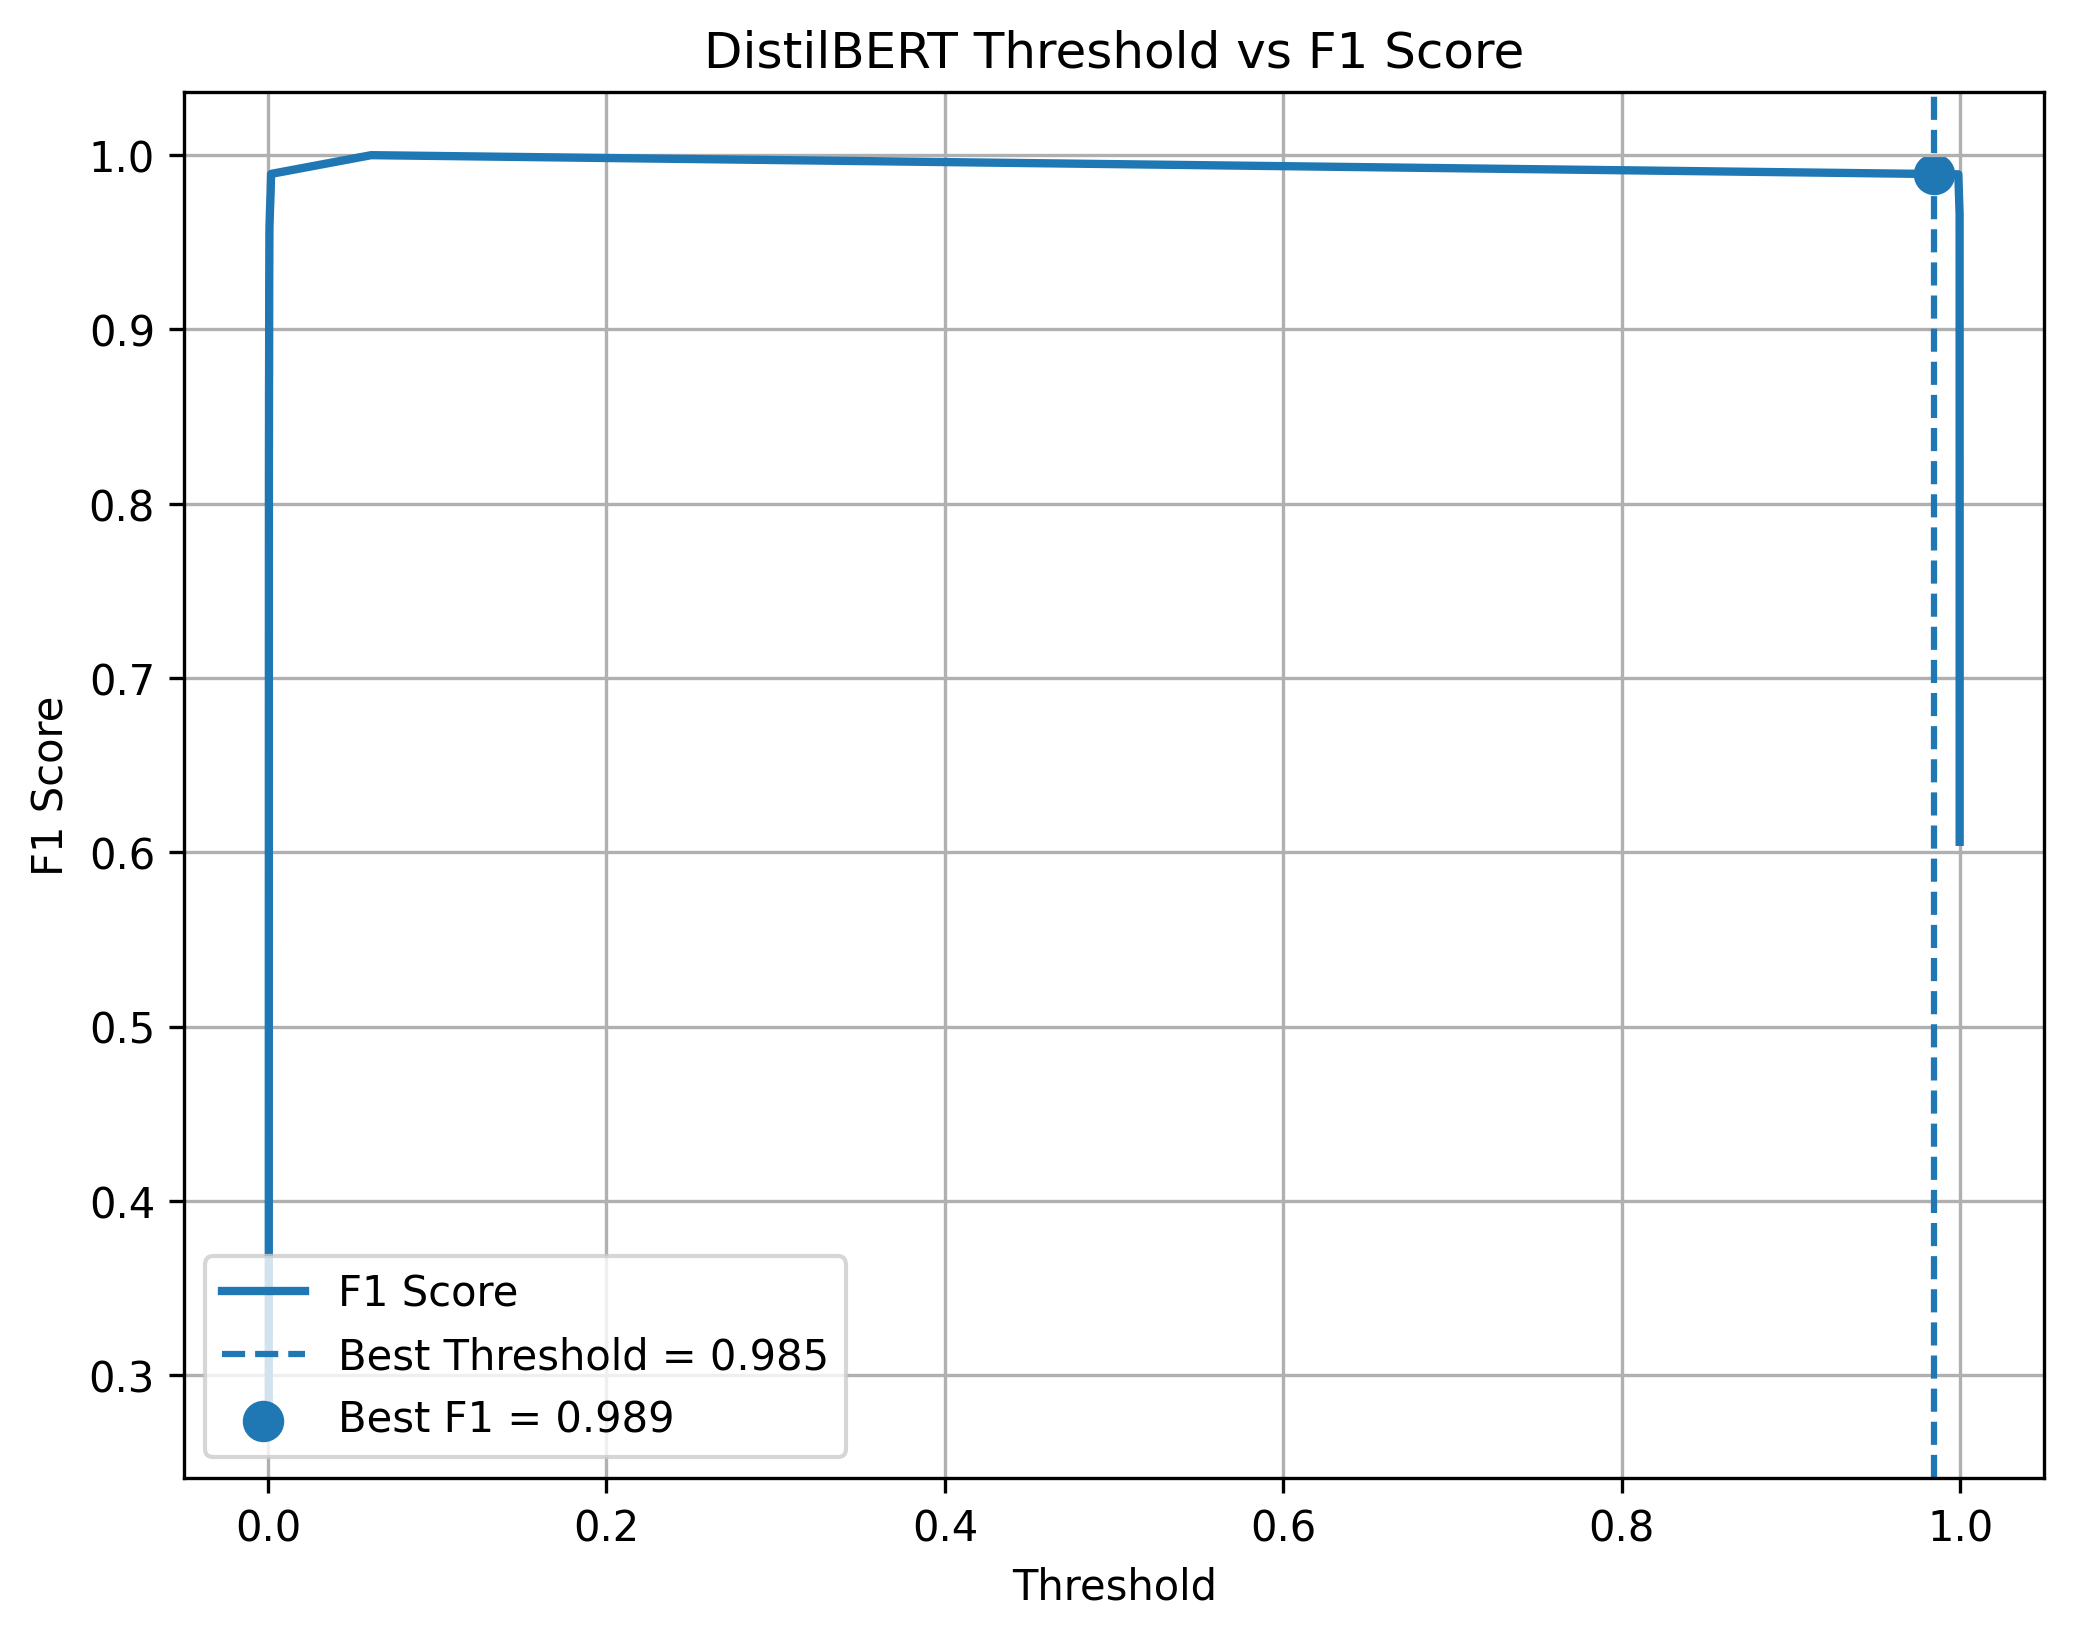 DistilBERT Threshold vs F1 Score
1.0
0.9
0.8
0.7
0.6
0.5
0.4
0.3
F1 Score
F1 Score
Best Threshold = 0.985
Best F1 = 0.989
0.0 0.2 0.4 0.6 0.8 1.0
Threshold